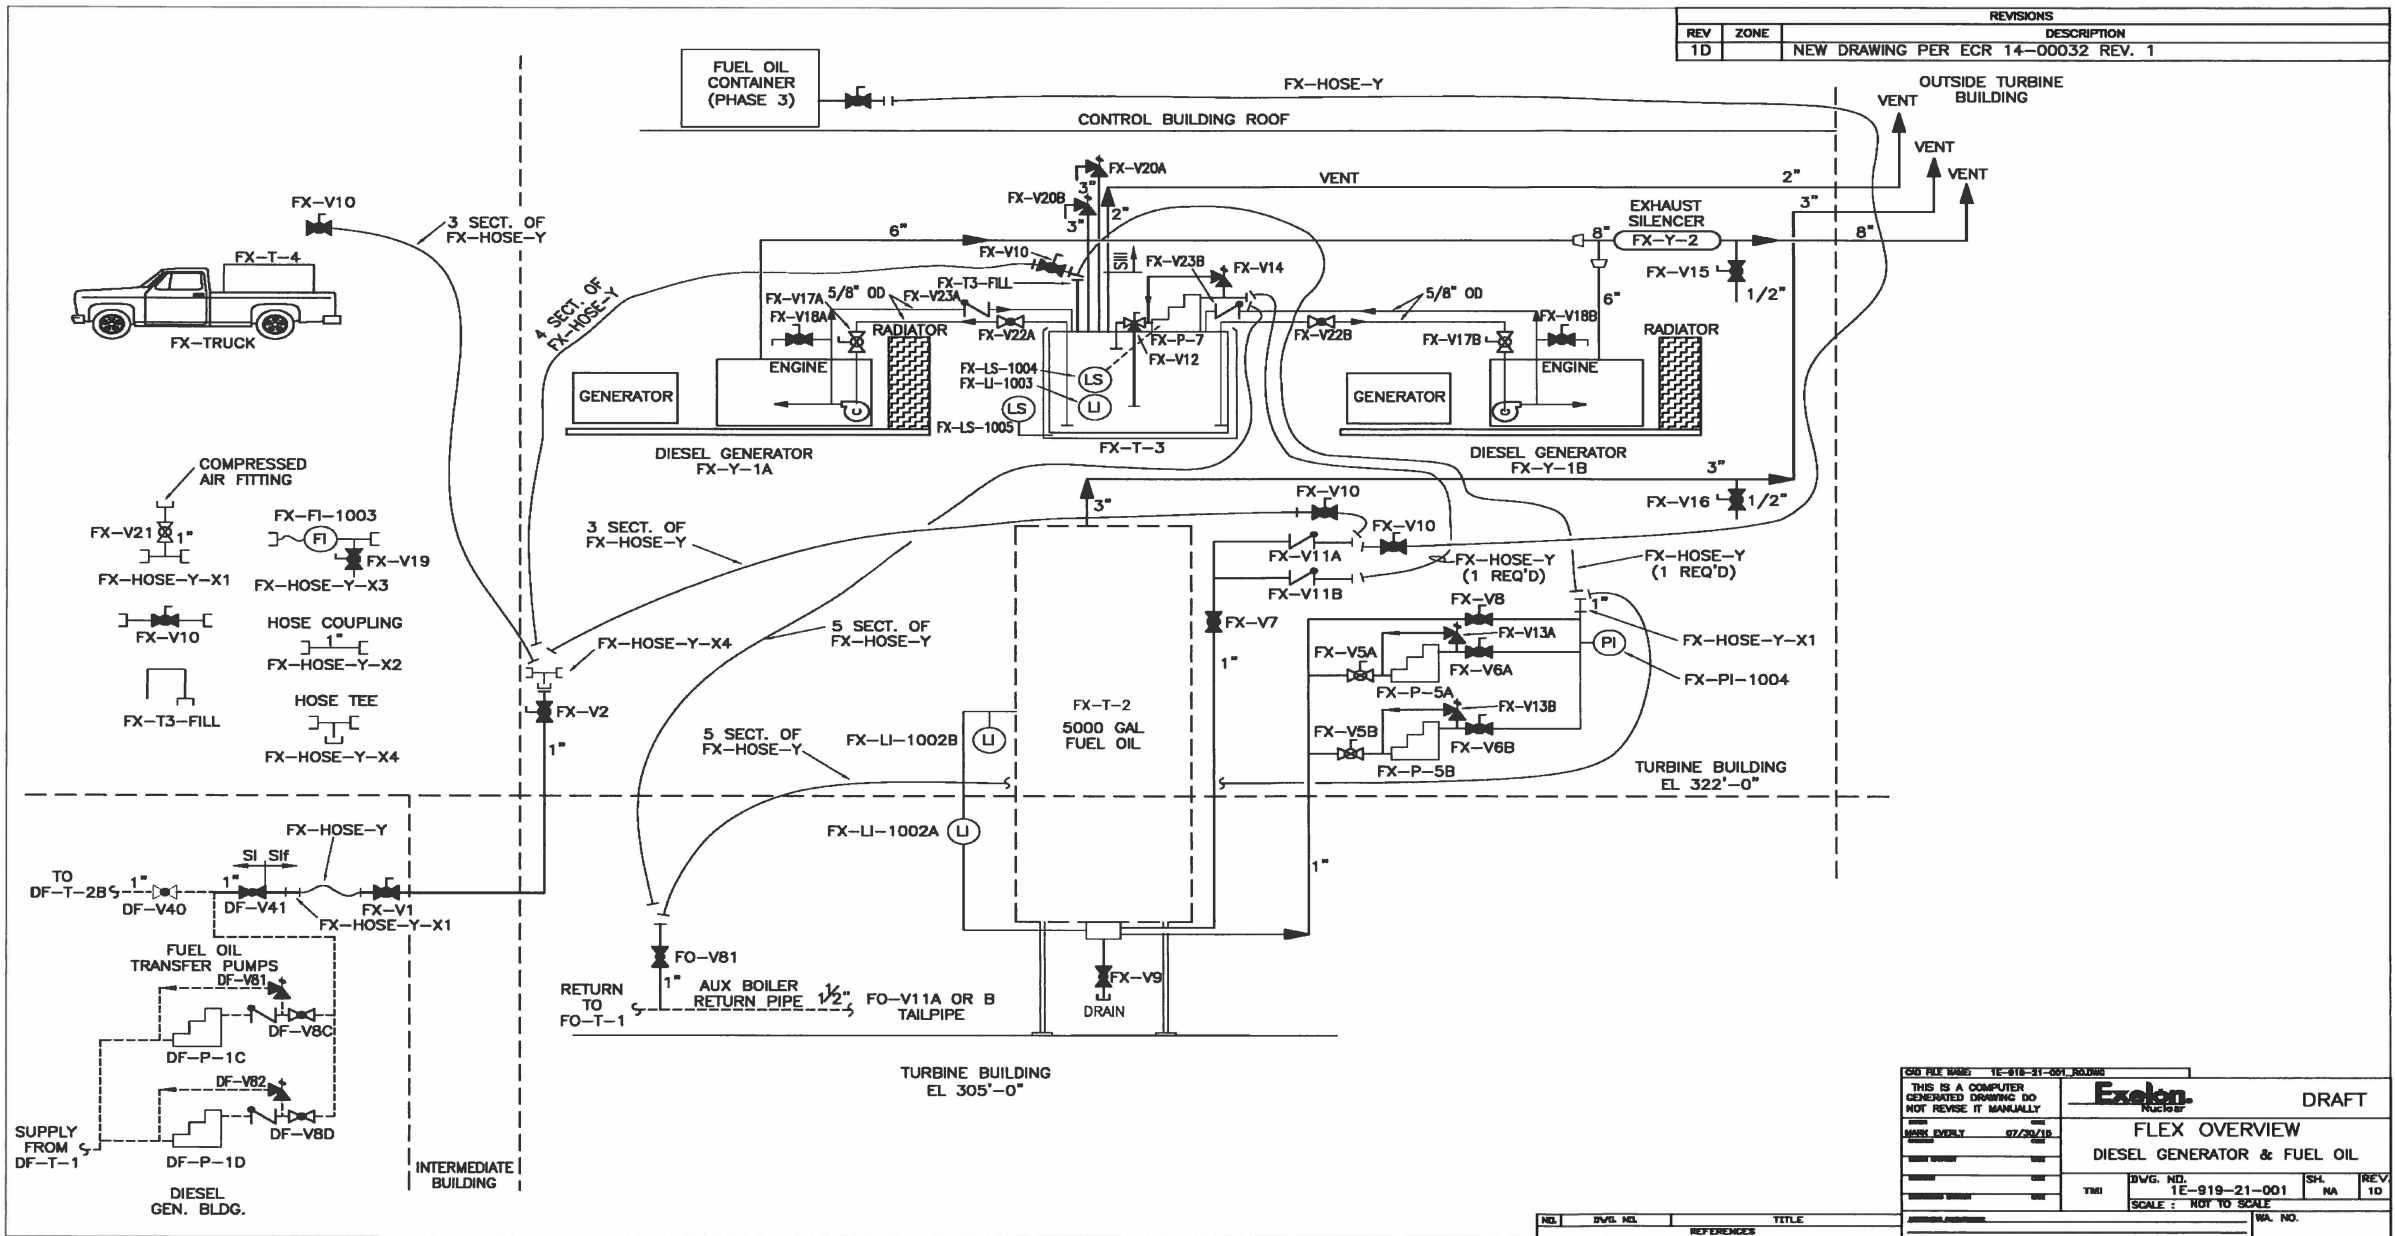 REVISIONS
REV ZONE DESCRIPTION
1D NEW DRAWING PER ECR 14-00032 REV. 1
FUEL OIL
CONTAINER
(PHASE 3)
FX-HOSE-Y
CONTROL BUILDING ROOF
OUTSIDE TURBINE
BUILDING
VENT
VENT
VENT
FX-V20A
3"
FX-V20B
3"
2"
VENT
2"
3"
8"
EXHAUST
SILENCER
FX-Y-2
8"
6"
FX-V15
1/2"
6"
FX-V10
3 SECT. OF
FX-HOSE-Y
FX-T-4
FX-TRUCK
4 SECT. OF
FX-HOSE-Y
FX-V10
FX-T3-FILL
SIII
FX-V23B
FX-V14
FX-V17A
5/8" OD
FX-V23A
FX-V18A
RADIATOR
FX-V22A
FX-P-7
FX-V12
5/8" OD
FX-V22B
FX-V17B
FX-V18B
RADIATOR
ENGINE
GENERATOR
FX-LS-1004
FX-LI-1003
LS
LI
LS
FX-LS-1005
FX-T-3
GENERATOR
ENGINE
DIESEL GENERATOR
FX-Y-1A
DIESEL GENERATOR
FX-Y-1B
3"
FX-V16
1/2"
COMPRESSED
AIR FITTING
FX-V21
1"
FX-HOSE-Y-X1
FX-FI-1003
FI
FX-V19
FX-HOSE-Y-X3
FX-V10
HOSE COUPLING
1"
FX-HOSE-Y-X2
FX-T3-FILL
HOSE TEE
FX-HOSE-Y-X4
3 SECT. OF
FX-HOSE-Y
3"
FX-V10
FX-V10
FX-V11A
FX-V11B
FX-HOSE-Y
(1 REQ'D)
FX-HOSE-Y
(1 REQ'D)
FX-V7
1"
FX-V8
1"
FX-HOSE-Y-X1
FX-V13A
FX-V5A
FX-V6A
PI
FX-PI-1004
FX-P-5A
FX-V13B
FX-V5B
FX-V6B
FX-P-5B
5 SECT. OF
FX-HOSE-Y
FX-HOSE-Y-X4
FX-V2
1"
5 SECT. OF
FX-HOSE-Y
FX-T-2
5000 GAL
FUEL OIL
FX-LI-1002B
LI
TURBINE BUILDING
EL 322'-0"
FX-LI-1002A
LI
1"
FX-HOSE-Y
SI SIf
TO
DF-T-2B
1"
DF-V40
1"
DF-V41
FX-V1
FX-HOSE-Y-X1
FUEL OIL
TRANSFER PUMPS
DF-V81
DF-V8C
DF-P-1C
DF-V82
DF-V8D
DF-P-1D
SUPPLY
FROM
DF-T-1
DIESEL
GEN. BLDG.
INTERMEDIATE
BUILDING
FO-V81
1"
RETURN
TO
FO-T-1
AUX BOILER
RETURN PIPE 1½"
FO-V11A OR B
TAILPIPE
FX-V9
DRAIN
TURBINE BUILDING
EL 305'-0"
CAD FILE NAME: 1E-919-21-001_R0.DWG
THIS IS A COMPUTER
GENERATED DRAWING DO
NOT REVISE IT MANUALLY
Exelon
Nuclear
DRAFT
MARK EVERLY 07/30/15
FLEX OVERVIEW
DIESEL GENERATOR & FUEL OIL
TMI
DWG. NO.
1E-919-21-001
SH.
NA
REV.
1D
SCALE : NOT TO SCALE
WA. NO.
NO. DWG. NO. TITLE
REFERENCES